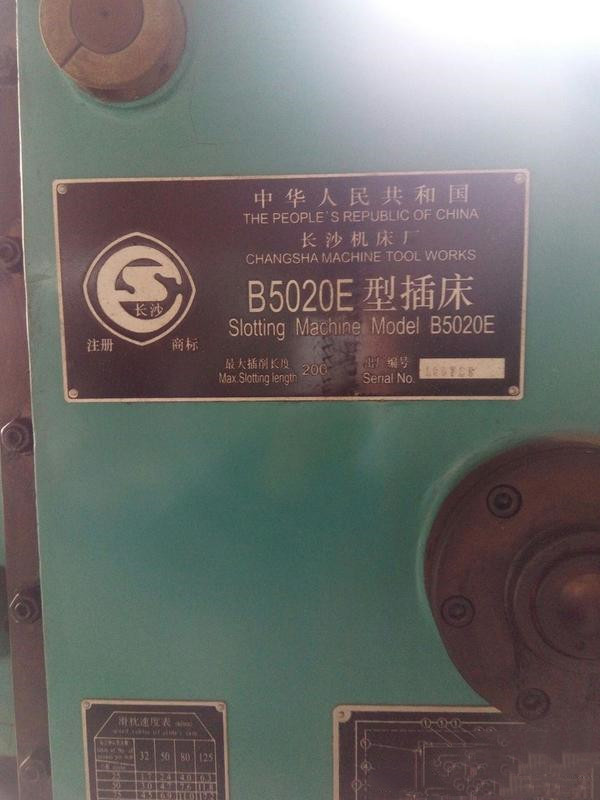 中华人民共和国
THE PEOPLE'S REPUBLIC OF CHINA
长沙机床厂
CHANGSHA MACHINE TOOL WORKS
B5020E 型插床
Slotting Machine Model B5020E
长沙
注册 商标
最大插削长度 200
Max.Slotting length
出厂编号
Serial No.
滑枕速度表
32 50 80 125